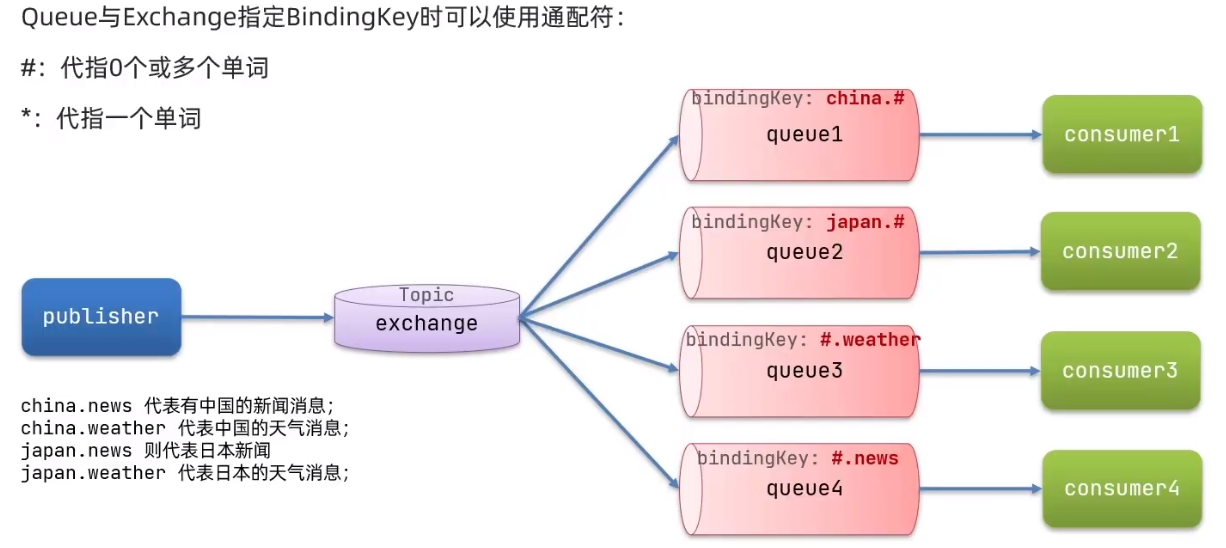 Queue与Exchange指定BindingKey时可以使用通配符：
#：代指0个或多个单词
*：代指一个单词
bindingKey: china.#
queue1
consumer1
bindingKey: japan.#
queue2
consumer2
publisher
Topic
exchange
bindingKey: #.weather
queue3
consumer3
bindingKey: #.news
queue4
consumer4
china.news 代表有中国的新闻消息；
china.weather 代表中国的天气消息；
japan.news 则代表日本新闻
japan.weather 代表日本的天气消息；